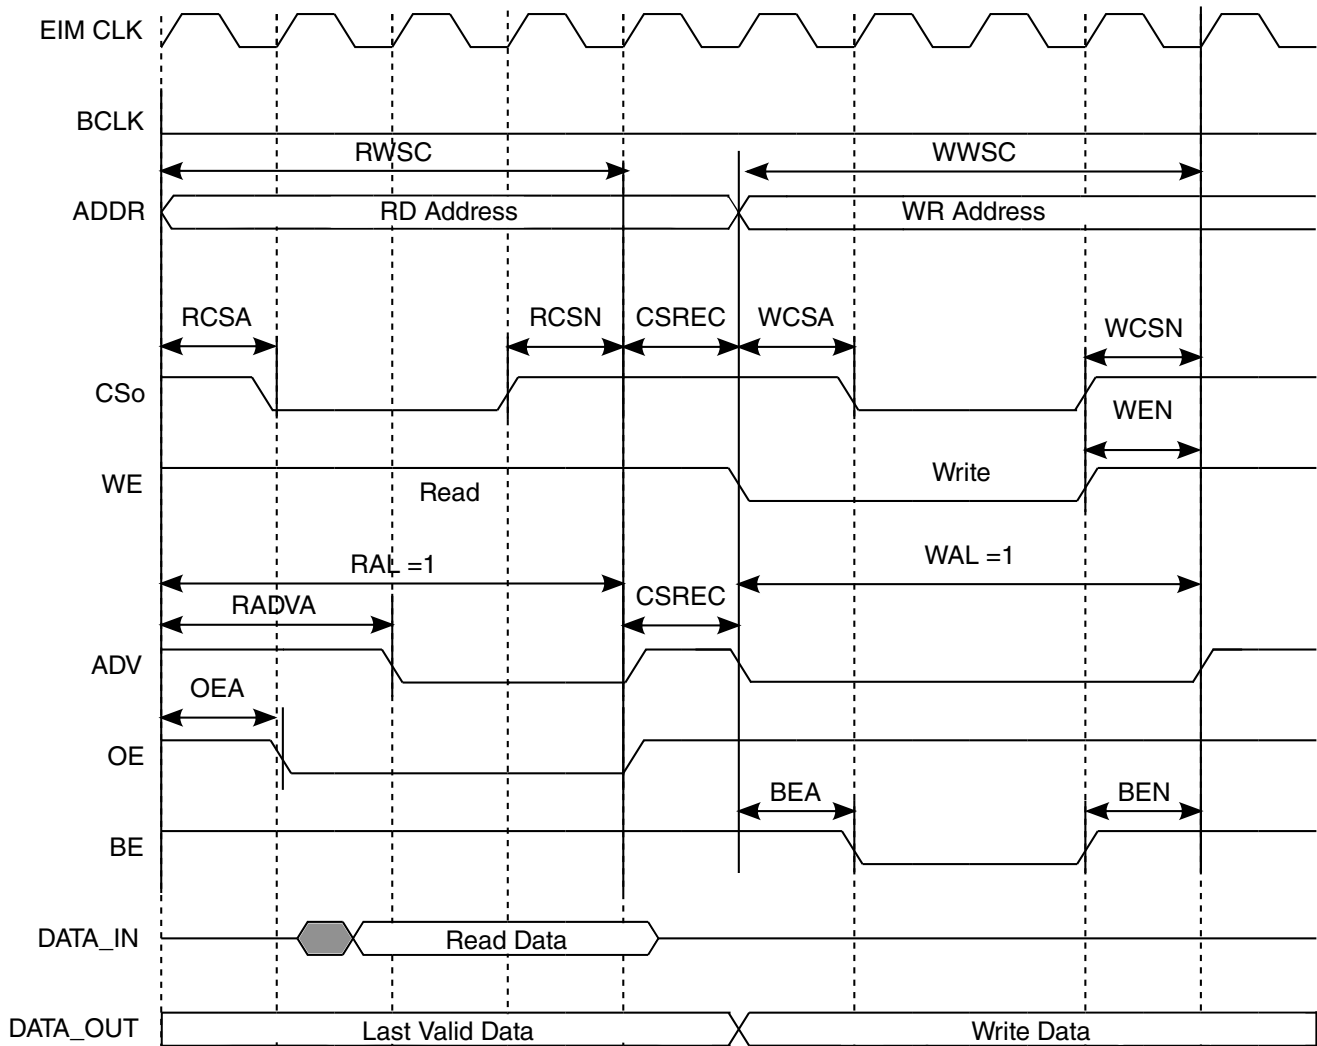 EIM CLK
BCLK
RWSC
WWSC
ADDR
RD Address
WR Address
RCSA
RCSN
CSREC
WCSA
WCSN
CSo
WEN
WE
Read
Write
RAL =1
WAL =1
RADVA
CSREC
ADV
OEA
OE
BEA
BEN
BE
DATA_IN
Read Data
DATA_OUT
Last Valid Data
Write Data